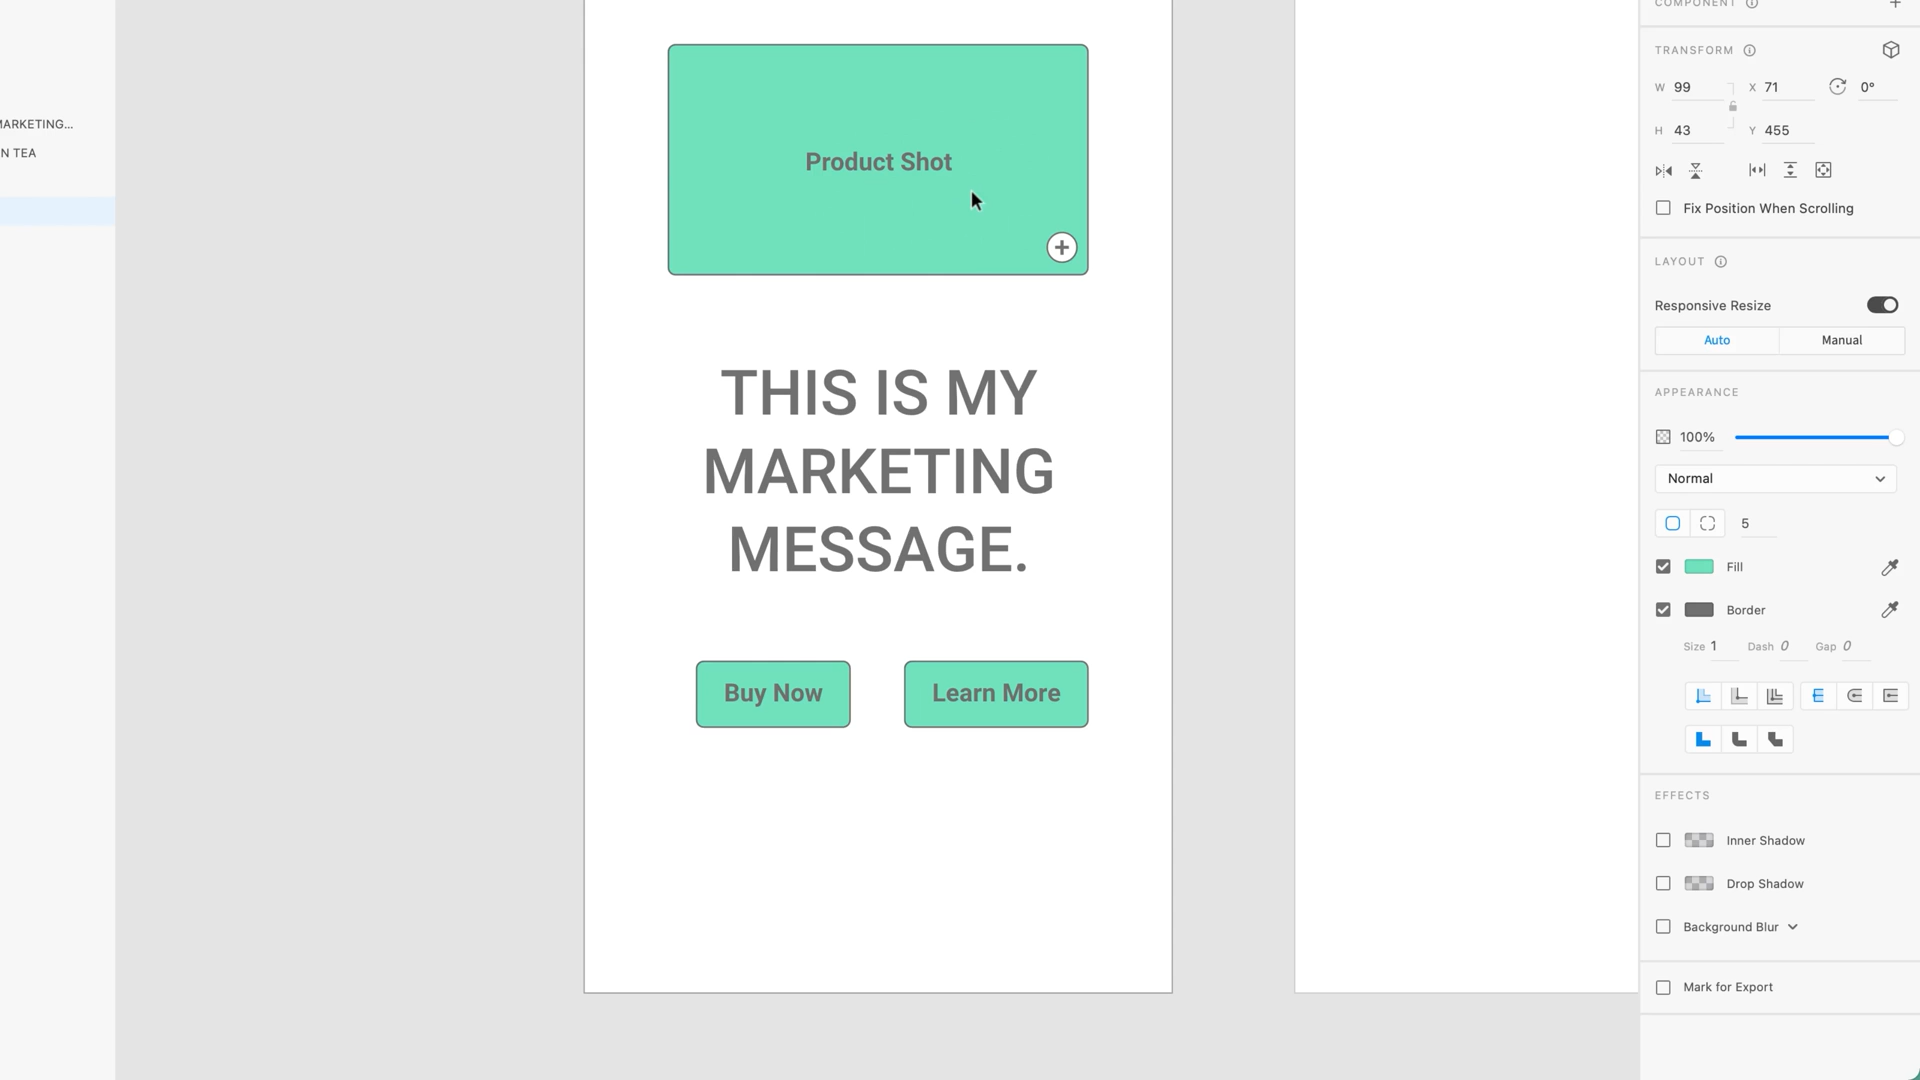 MARKETING...
N TEA
Product Shot
THIS IS MY
MARKETING
MESSAGE.
Buy Now
Learn More
COMPONENT
TRANSFORM
W 99 X 71 0°
H 43 Y 455
Fix Position When Scrolling
LAYOUT
Responsive Resize
Auto Manual
APPEARANCE
100%
Normal
5
Fill
Border
Size 1 Dash 0 Gap 0
EFFECTS
Inner Shadow
Drop Shadow
Background Blur
Mark for Export